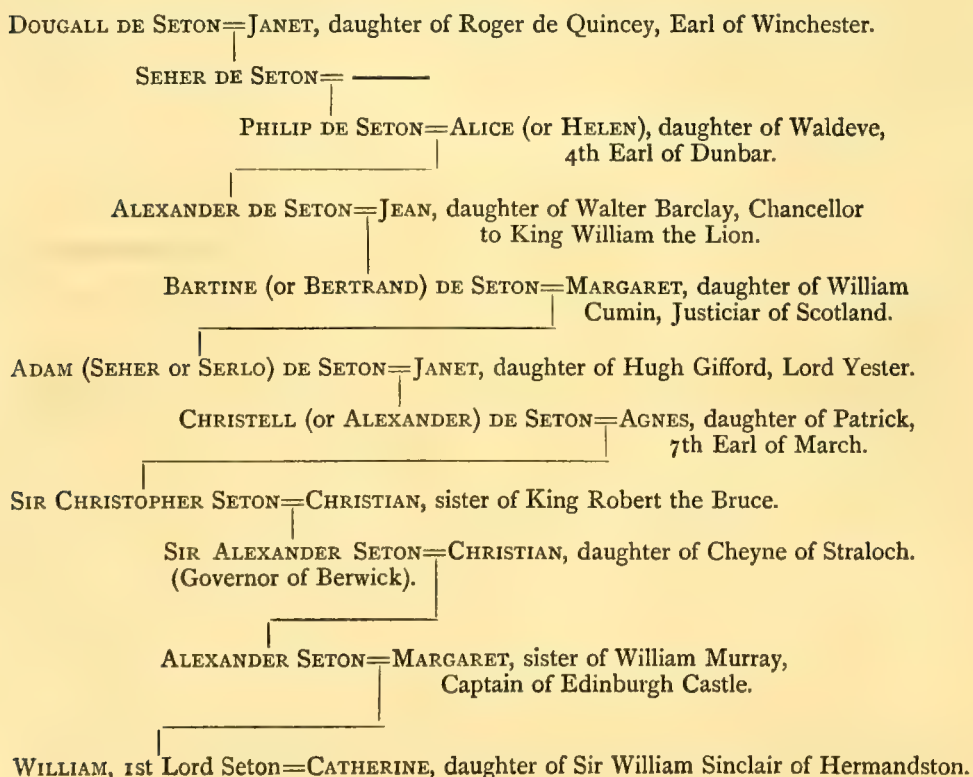 DOUGALL DE SETON=JANET, daughter of Roger de Quincey, Earl of Winchester.
SEHER DE SETON= ———
PHILIP DE SETON=ALICE (or HELEN), daughter of Waldeve,
4th Earl of Dunbar.
ALEXANDER DE SETON=JEAN, daughter of Walter Barclay, Chancellor
to King William the Lion.
BARTINE (or BERTRAND) DE SETON=MARGARET, daughter of William
Cumin, Justiciar of Scotland.
ADAM (SEHER or SERLO) DE SETON=JANET, daughter of Hugh Gifford, Lord Yester.
CHRISTELL (or ALEXANDER) DE SETON=AGNES, daughter of Patrick,
7th Earl of March.
SIR CHRISTOPHER SETON=CHRISTIAN, sister of King Robert the Bruce.
SIR ALEXANDER SETON=CHRISTIAN, daughter of Cheyne of Straloch.
(Governor of Berwick).
ALEXANDER SETON=MARGARET, sister of William Murray,
Captain of Edinburgh Castle.
WILLIAM, 1st Lord Seton=CATHERINE, daughter of Sir William Sinclair of Hermandston.